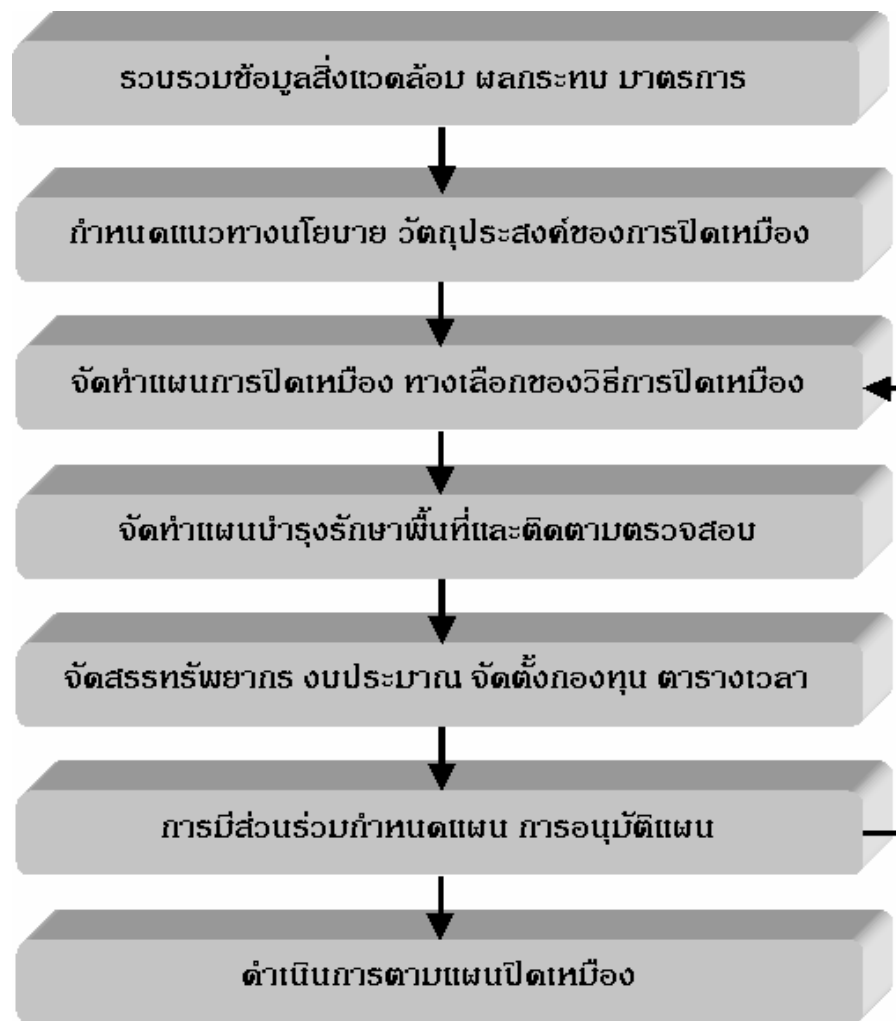 รวบรวมข้อมูลสิ่งแวดล้อม ผลกระทบ มาตรการ
กำหนดแนวทางนโยบาย วัตถุประสงค์ของการปิดเหมือง
จัดทำแผนการปิดเหมือง ทางเลือกของวิธีการปิดเหมือง
จัดทำแผนบำรุงรักษาพื้นที่และติดตามตรวจสอบ
จัดสรรทรัพยากร งบประมาณ จัดตั้งกองทุน ตารางเวลา
การมีส่วนร่วมกำหนดแผน การอนุมัติแผน
ดำเนินการตามแผนปิดเหมือง